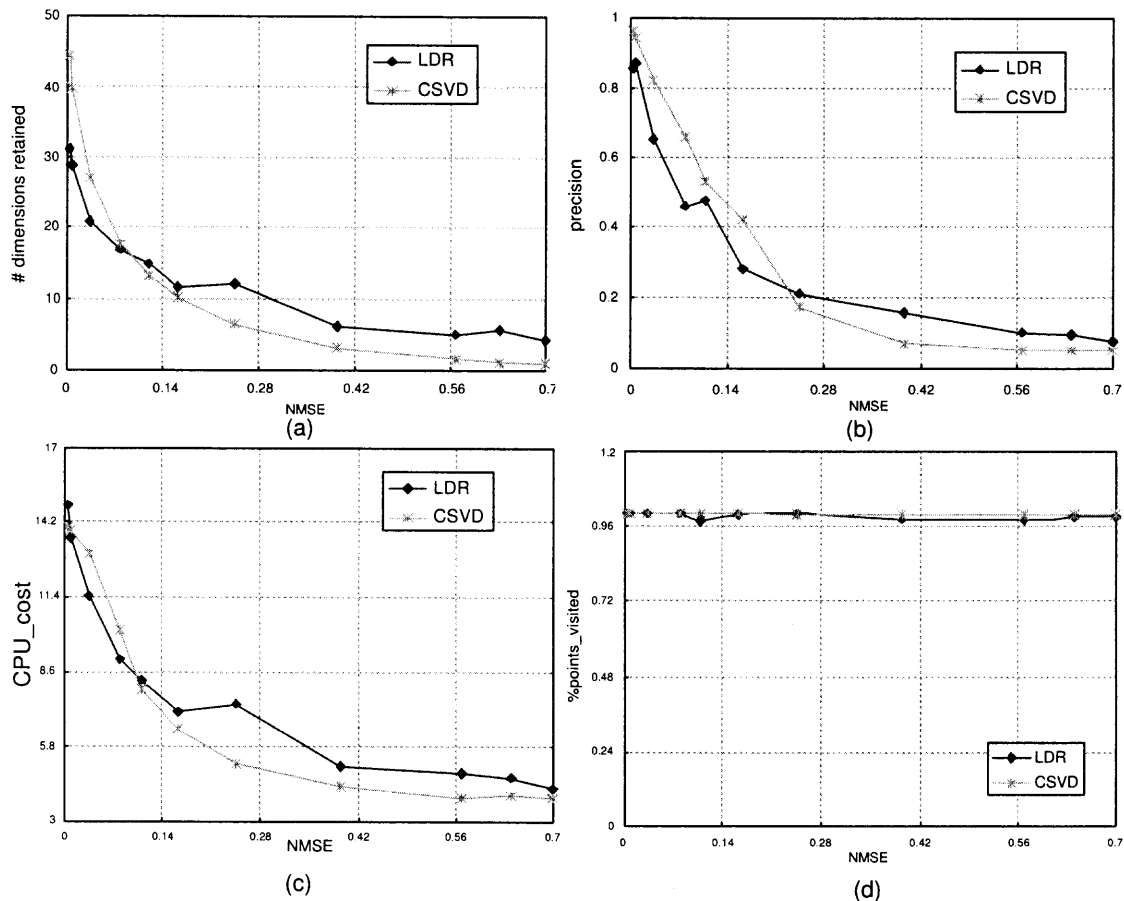 50
40
30
20
10
0
# dimensions retained
LDR
CSVD
0 0.14 0.28 0.42 0.56 0.7
NMSE
(a)
1
0.8
0.6
0.4
0.2
0
precision
LDR
CSVD
0 0.14 0.28 0.42 0.56 0.7
NMSE
(b)
17
14.2
11.4
8.6
5.8
3
CPU_cost
LDR
CSVD
0 0.14 0.28 0.42 0.56 0.7
NMSE
(c)
1.2
0.96
0.72
0.48
0.24
0
%points_visited
LDR
CSVD
0 0.14 0.28 0.42 0.56 0.7
NMSE
(d)